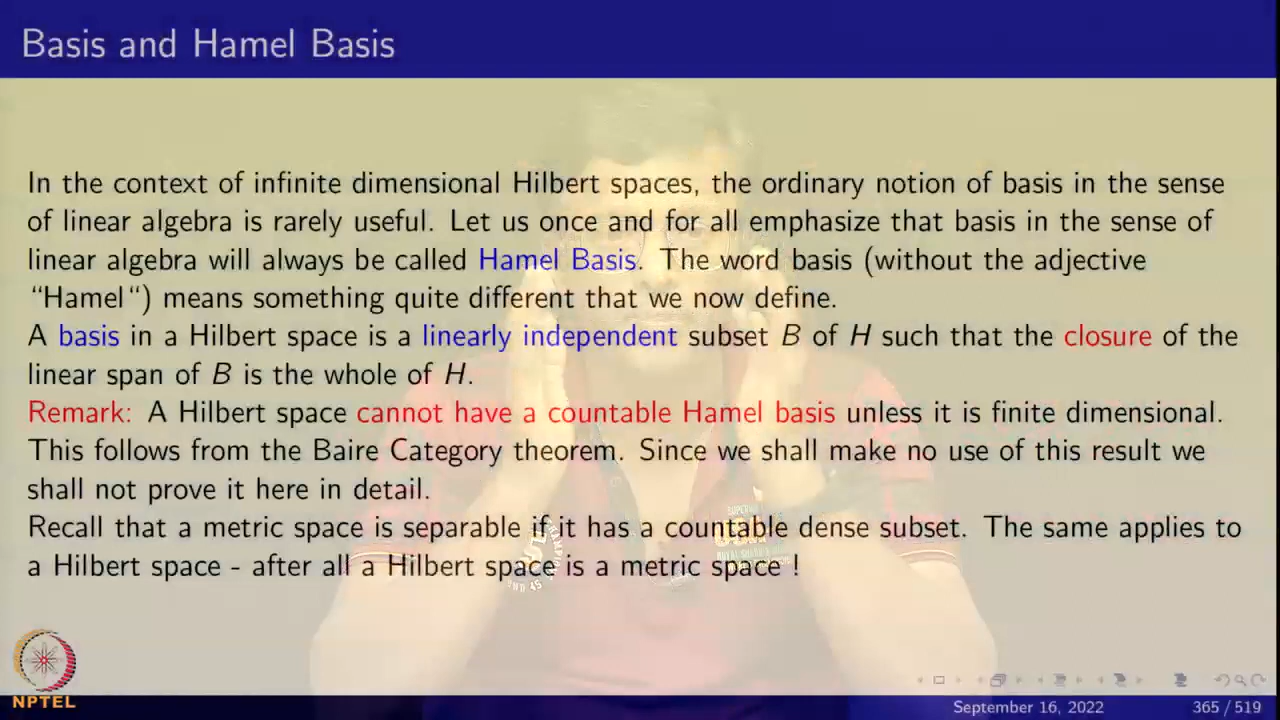 Basis and Hamel Basis
In the context of infinite dimensional Hilbert spaces, the ordinary notion of basis in the sense
of linear algebra is rarely useful. Let us once and for all emphasize that basis in the sense of
linear algebra will always be called Hamel Basis. The word basis (without the adjective
“Hamel“) means something quite different that we now define.
A basis in a Hilbert space is a linearly independent subset B of H such that the closure of the
linear span of B is the whole of H.
Remark: A Hilbert space cannot have a countable Hamel basis unless it is finite dimensional.
This follows from the Baire Category theorem. Since we shall make no use of this result we
shall not prove it here in detail.
Recall that a metric space is separable if it has a countable dense subset. The same applies to
a Hilbert space - after all a Hilbert space is a metric space !
NPTEL
September 16, 2022
365 / 519